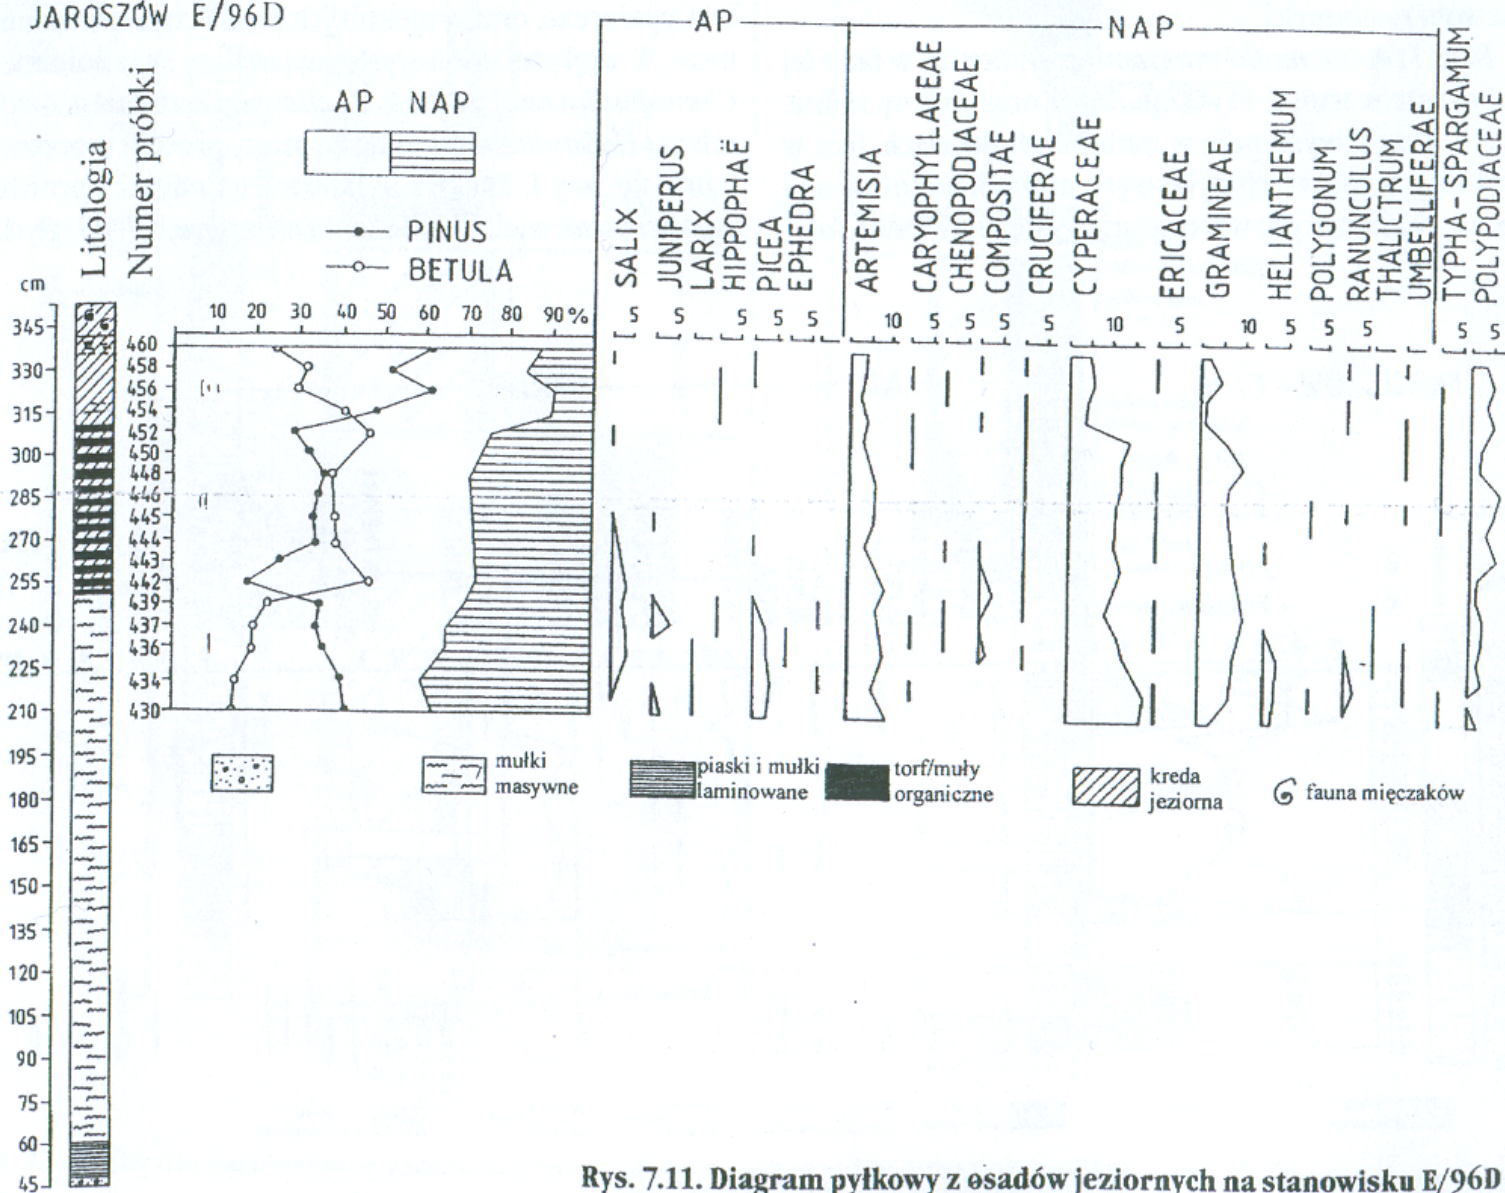 JAROSZÓW E/96D
AP
NAP
Litologia
Numer próbki
AP NAP
PINUS
BETULA
SALIX
JUNIPERUS
LARIX
HIPPOPHAË
PICEA
EPHEDRA
ARTEMISIA
CARYOPHYLACEAE
CHENOPODACEAE
COMPOSITAE
CRUCIFERAE
CYPRACEAE
ERICACEAE
GRAMINEAE
HELIANTHEMUM
POLYGONUM
RANUNCULUS
THALICTRUM
UMBELLIFERAE
TYPHA-SPARGAMUM
POLYPODIACEAE
cm
10 20 30 40 50 60 70 80 90 %
5 5 5 5 5 10 5 5 5 5 10 5 10 5 5 5 5 5 5
345
330
315
300
285
270
255
240
225
210
195
180
165
150
135
120
105
90
75
60
45
460
458
456
454
452
450
448
446
445
444
443
442
439
437
436
434
430
mułki
masywne
piaski i mułki
laminowane
torf/muły
organiczne
kreda
jeziorna
fauna mięczaków
Rys. 7.11. Diagram pyłkowy z osadów jeziornych na stanowisku E/96D